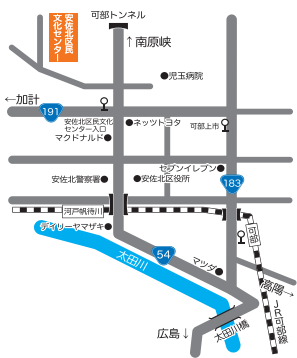 安佐北区民
文化センター
可部トンネル
↑南原峡
児玉病院
←加計
191
安佐北区民文化
センター入口
ネッツトヨタ
可部上市
マクドナルド
セブンイレブン
安佐北警察署
安佐北区役所
183
河戸帆待川
デイリーヤマザキ
可部
太田川
54
マツダ
高陽→
JR可部線
広島↓
太田川橋